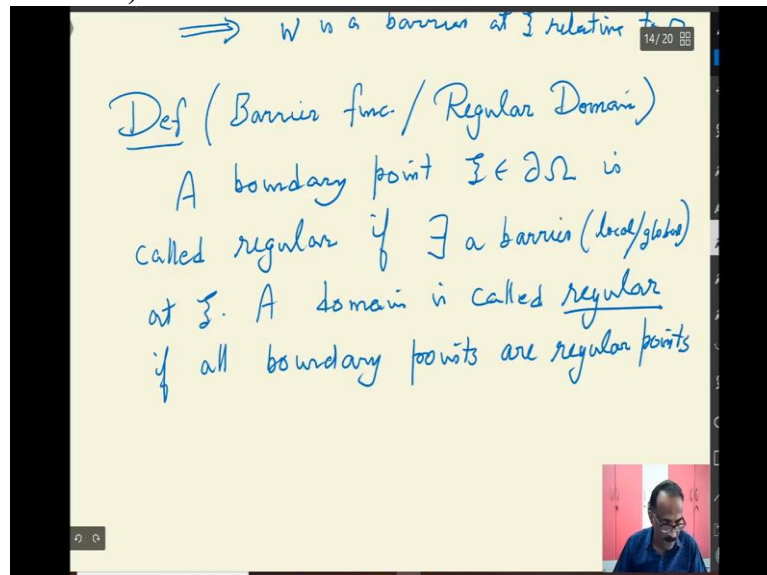 ⟹ W is a barrier at ξ relative to Ω
14/20
Def (Barrier func. / Regular Domain)
A boundary point ξ ∈ ∂Ω is
called regular if ∃ a barrier (local/global)
at ξ. A domain is called regular
if all boundary points are regular points